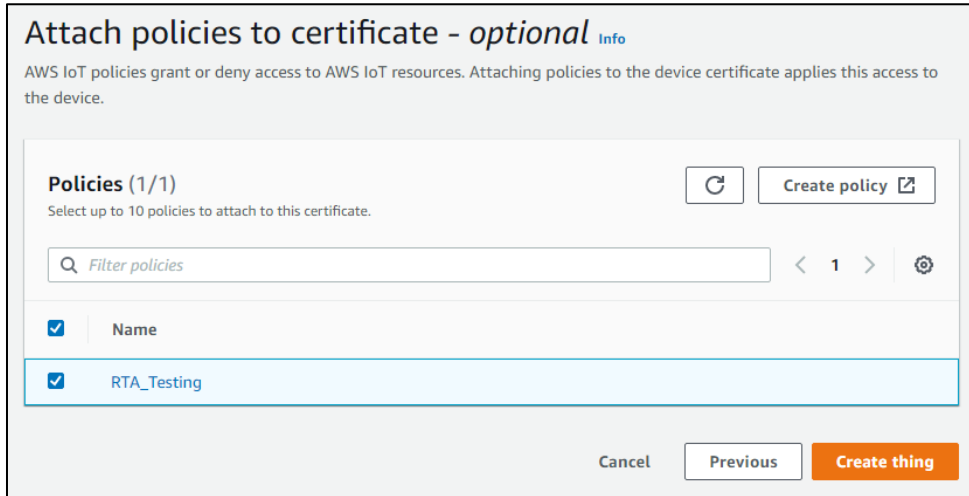 Attach policies to certificate - optional Info
AWS IoT policies grant or deny access to AWS IoT resources. Attaching policies to the device certificate applies this access to
the device.
Policies (1/1)
Create policy
Select up to 10 policies to attach to this certificate.
Filter policies
1
Name
RTA_Testing
Cancel
Previous
Create thing